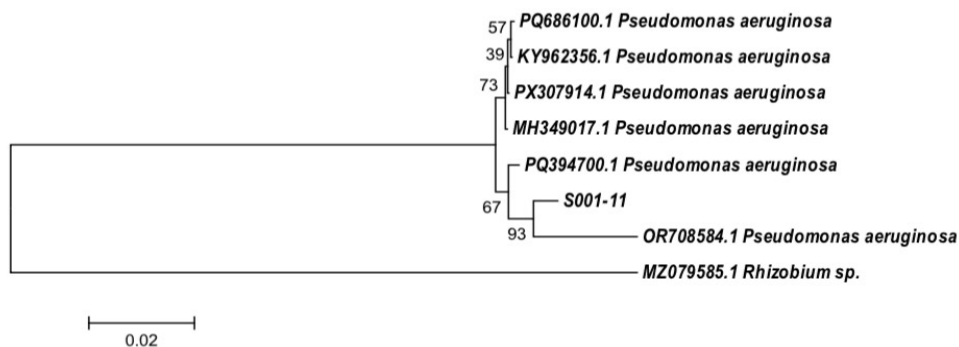 57 PQ686100.1 Pseudomonas aeruginosa
39 KY962356.1 Pseudomonas aeruginosa
73 PX307914.1 Pseudomonas aeruginosa
MH349017.1 Pseudomonas aeruginosa
PQ394700.1 Pseudomonas aeruginosa
67 S001-11
93 OR708584.1 Pseudomonas aeruginosa
MZ079585.1 Rhizobium sp.
0.02